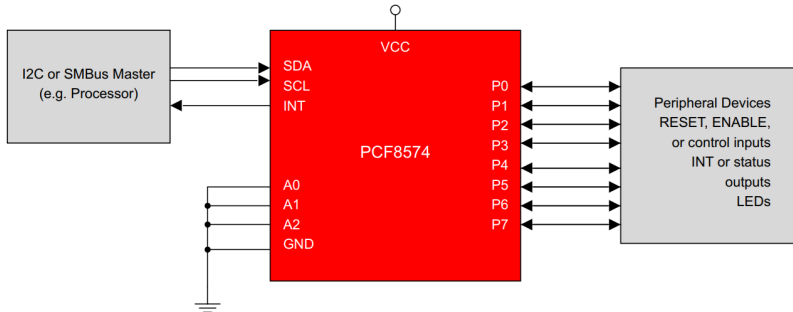 VCC
I2C or SMBus Master
(e.g. Processor)
SDA
SCL
INT
PCF8574
A0
A1
A2
GND
P0
P1
P2
P3
P4
P5
P6
P7
Peripheral Devices
RESET, ENABLE,
or control inputs
INT or status
outputs
LEDs